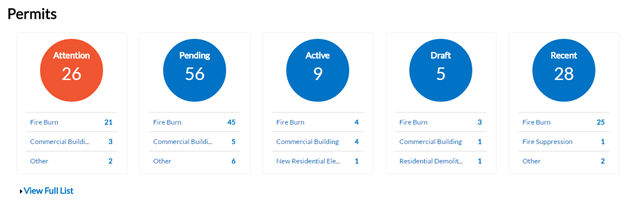 Permits
Attention
26
Fire Burn 21
Commercial Buildi... 3
Other 2
Pending
56
Fire Burn 45
Commercial Buildi... 5
Other 6
Active
9
Fire Burn 4
Commercial Building 4
New Residential Ele... 1
Draft
5
Fire Burn 3
Commercial Building 1
Residential Demolit... 1
Recent
28
Fire Burn 25
Fire Suppression 1
Other 2
View Full List